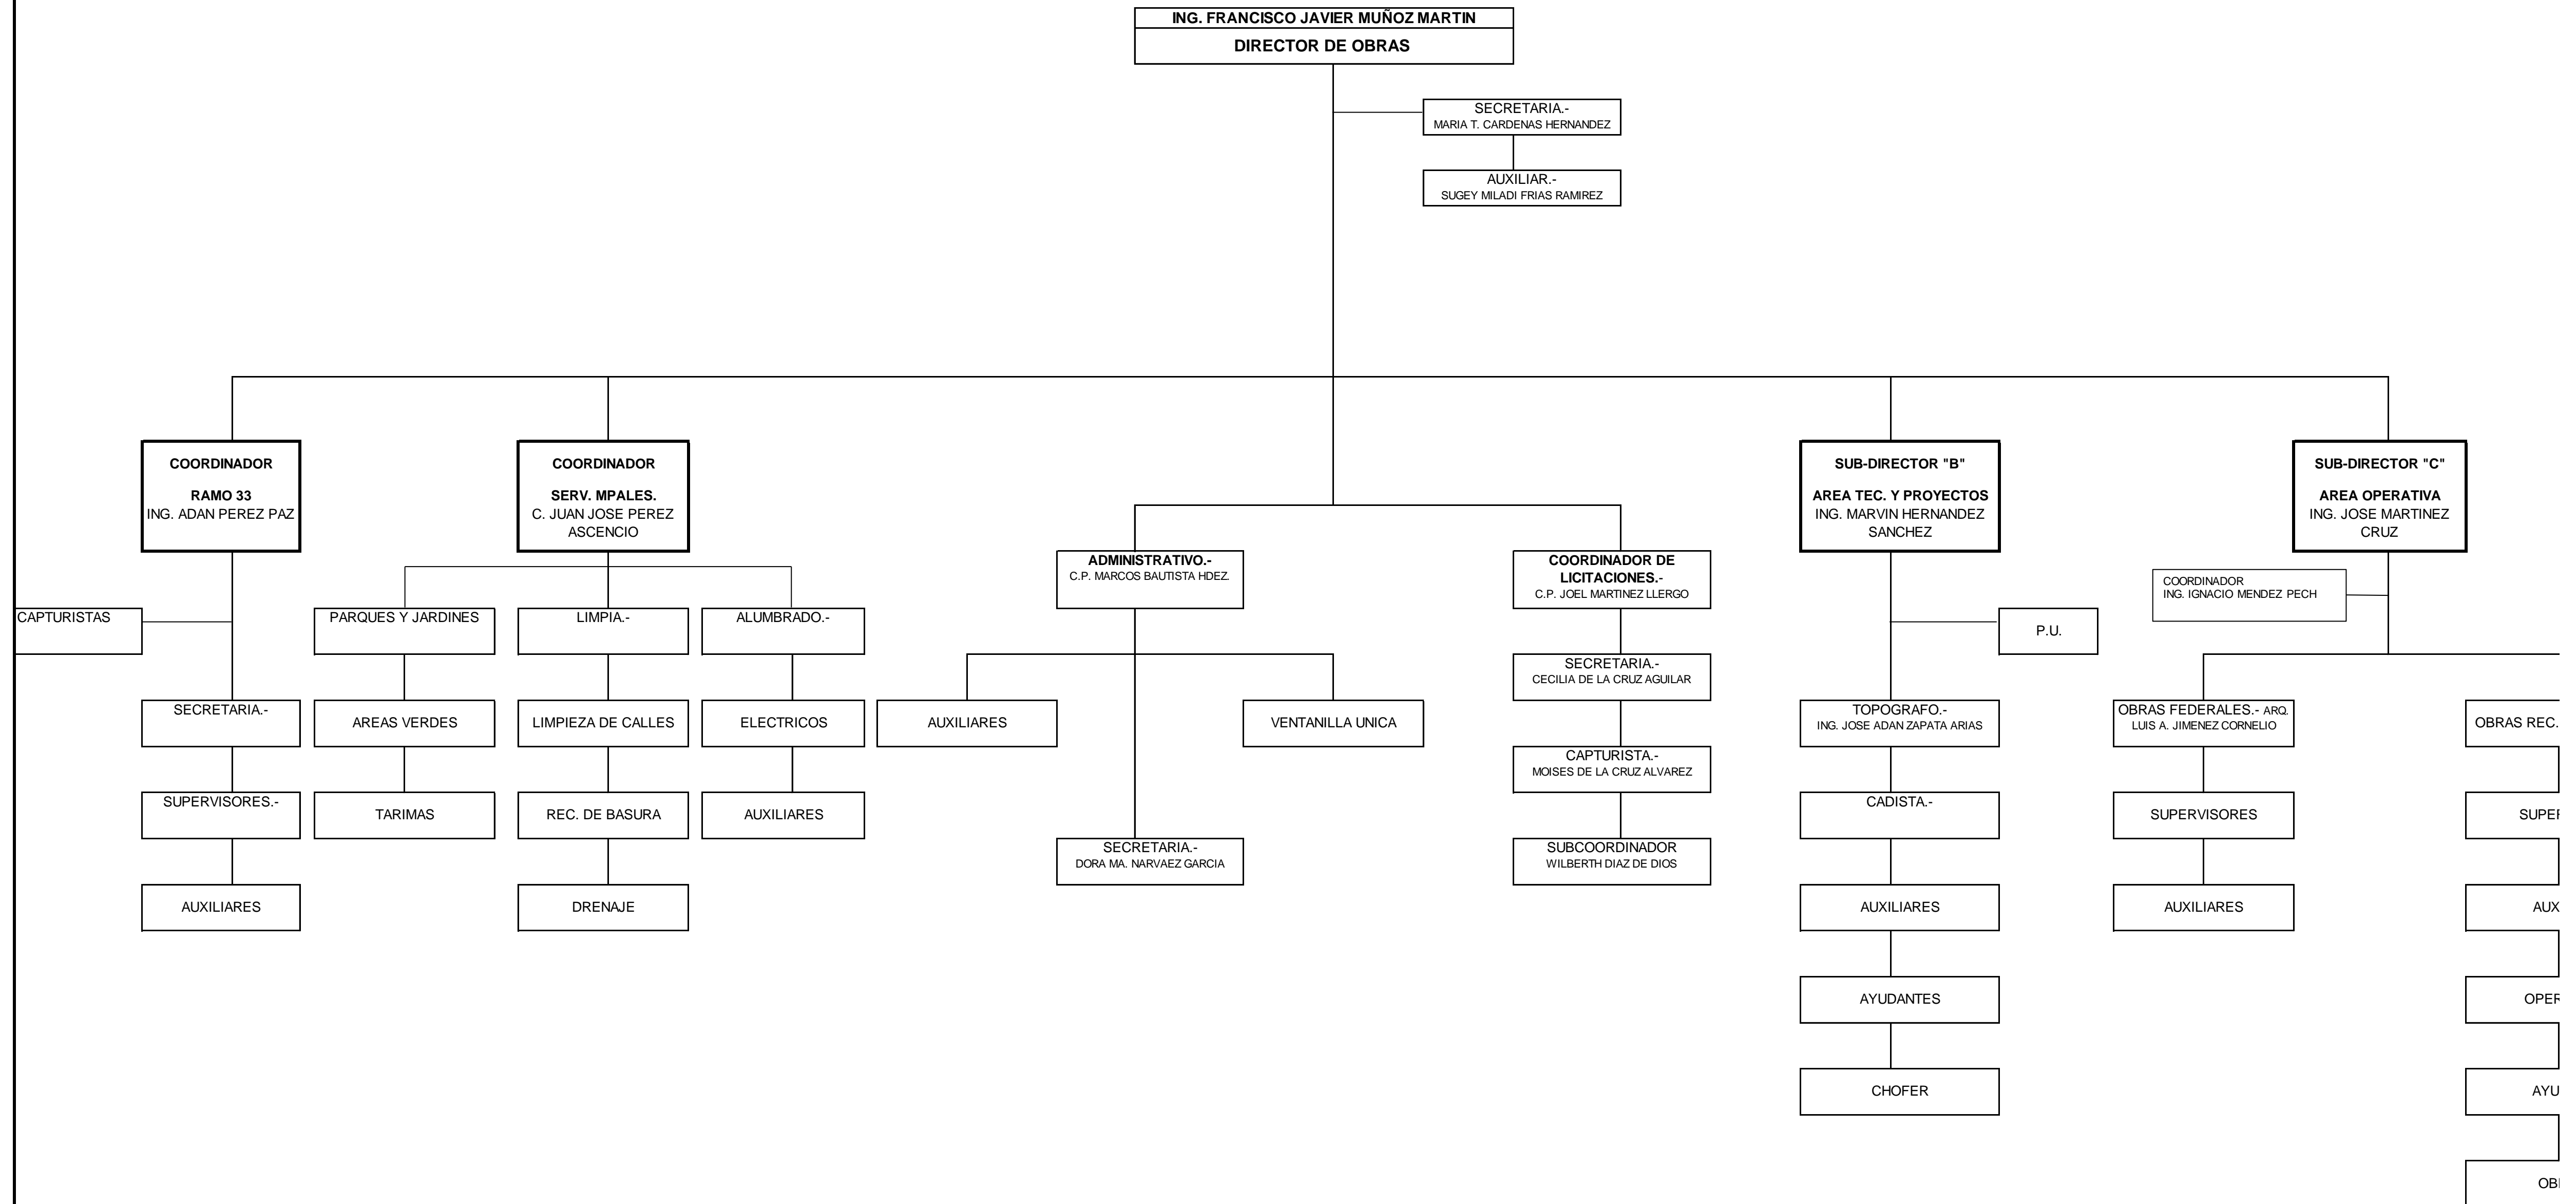 ING. FRANCISCO JAVIER MUÑOZ MARTIN
DIRECTOR DE OBRAS
SECRETARIA.-
MARIA T. CARDENAS HERNANDEZ
AUXILIAR.-
SUGEY MILADI FRIAS RAMIREZ
COORDINADOR
RAMO 33
ING. ADAN PEREZ PAZ
COORDINADOR
SERV. MPALES.
C. JUAN JOSE PEREZ
ASCENCIO
SUB-DIRECTOR "B"
AREA TEC. Y PROYECTOS
ING. MARVIN HERNANDEZ
SANCHEZ
SUB-DIRECTOR "C"
AREA OPERATIVA
ING. JOSE MARTINEZ
CRUZ
ADMINISTRATIVO.-
C.P. MARCOS BAUTISTA HDEZ.
COORDINADOR DE
LICITACIONES.-
C.P. JOEL MARTINEZ LLERGO
COORDINADOR
ING. IGNACIO MENDEZ PECH
CAPTURISTAS
PARQUES Y JARDINES
LIMPIA.-
ALUMBRADO.-
P.U.
SECRETARIA.-
CECILIA DE LA CRUZ AGUILAR
SECRETARIA.-
AREAS VERDES
LIMPIEZA DE CALLES
ELECTRICOS
AUXILIARES
VENTANILLA UNICA
TOPOGRAFO.-
ING. JOSE ADAN ZAPATA ARIAS
OBRAS FEDERALES.- ARQ.
LUIS A. JIMENEZ CORNELIO
OBRAS REC.
CAPTURISTA.-
MOISES DE LA CRUZ ALVAREZ
SUPERVISORES.-
TARIMAS
REC. DE BASURA
AUXILIARES
CADISTA.-
SUPERVISORES
SECRETARIA.-
DORA MA. NARVAEZ GARCIA
SUBCOORDINADOR
WILBERTH DIAZ DE DIOS
AUXILIARES
DRENAJE
AUXILIARES
AUXILIARES
AYUDANTES
CHOFER